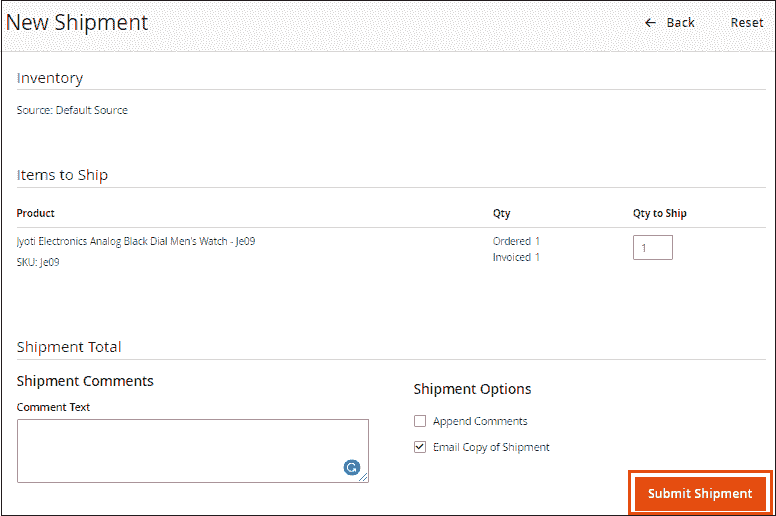 New Shipment
Back
Reset
Inventory
Source: Default Source
Items to Ship
Product
Qty
Qty to Ship
Jyoti Electronics Analog Black Dial Men's Watch - Je09
Ordered 1
1
SKU: Je09
Invoiced 1
Shipment Total
Shipment Comments
Shipment Options
Comment Text
Append Comments
Email Copy of Shipment
Submit Shipment